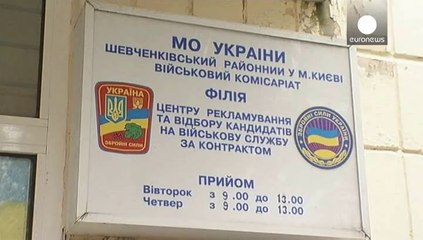 euronews
МО УКРАЇНИ
ШЕВЧЕНКІВСЬКИЙ РАЙОННИЙ У М.КИЄВІ
ВІЙСЬКОВИЙ КОМІСАРІАТ
ФІЛІЯ
ЦЕНТРУ РЕКЛАМУВАННЯ
ТА ВІДБОРУ КАНДИДАТІВ
НА ВІЙСЬКОВУ СЛУЖБУ
ЗА КОНТРАКТОМ
УКРАЇНА
ЗБРОЙНІ СИЛИ
ЗБРОЙНІ СИЛИ УКРАЇНИ
ПРИЙОМ
Вівторок з 9.00 до 13.00
Четвер з 9.00 до 13.00